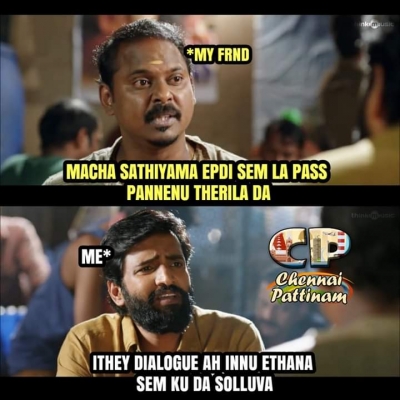 *MY FRND
MACHA SATHIYAMA EPDI SEM LA PASS
PANNENU THERILA DA
ME*
CP
Chennai
Pattinam
ITHEY DIALOGUE AH INNU ETHANA
SEM KU DA SOLLUVA